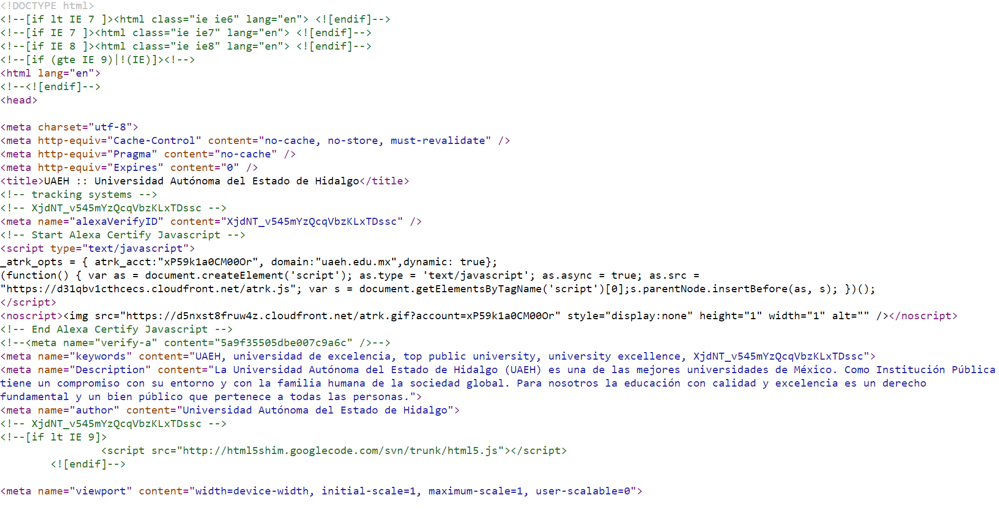 <!DOCTYPE html>
<!--[if lt IE 7 ]><html class="ie ie6" lang="en"> <![endif]-->
<!--[if IE 7 ]><html class="ie ie7" lang="en"> <![endif]-->
<!--[if IE 8 ]><html class="ie ie8" lang="en"> <![endif]-->
<!--[if (gte IE 9)|!(IE)]><!-->
<html lang="en">
<!--<![endif]-->
<head>
<meta charset="utf-8">
<meta http-equiv="Cache-Control" content="no-cache, no-store, must-revalidate" />
<meta http-equiv="Pragma" content="no-cache" />
<meta http-equiv="Expires" content="0" />
<title>UAEH :: Universidad Autónoma del Estado de Hidalgo</title>
<!-- tracking systems -->
<!-- XjdNT_v545mYzQcqVbzKLxTDssc -->
<meta name="alexaVerifyID" content="XjdNT_v545mYzQcqVbzKLxTDssc" />
<!-- Start Alexa Certify Javascript -->
<script type="text/javascript">
_atrk_opts = { atrk_acct:"xP59k1a0CM00Or", domain:"uaeh.edu.mx",dynamic: true};
(function() { var as = document.createElement('script'); as.type = 'text/javascript'; as.async = true; as.src =
"https://d31qbv1cthcecs.cloudfront.net/atrk.js"; var s = document.getElementsByTagName('script')[0];s.parentNode.insertBefore(as, s); })();
</script>
<noscript><img src="https://d5nxst8fruw4z.cloudfront.net/atrk.gif?account=xP59k1a0CM00Or" style="display:none" height="1" width="1" alt="" /></noscript>
<!-- End Alexa Certify Javascript -->
<!--<meta name="verify-a" content="5a9f35505dbe007c9a6c" />-->
<meta name="keywords" content="UAEH, universidad de excelencia, top public university, university excellence, XjdNT_v545mYzQcqVbzKLxTDssc">
<meta name="Description" content="La Universidad Autónoma del Estado de Hidalgo (UAEH) es una de las mejores universidades de México. Como Institución Pública
tiene un compromiso con su entorno y con la familia humana de la sociedad global. Para nosotros la educación con calidad y excelencia es un derecho
fundamental y un bien público que pertenece a todas las personas.">
<meta name="author" content="Universidad Autónoma del Estado de Hidalgo">
<!-- XjdNT_v545mYzQcqVbzKLxTDssc -->
<!--[if lt IE 9]>
<script src="http://html5shim.googlecode.com/svn/trunk/html5.js"></script>
<![endif]-->
<meta name="viewport" content="width=device-width, initial-scale=1, maximum-scale=1, user-scalable=0">